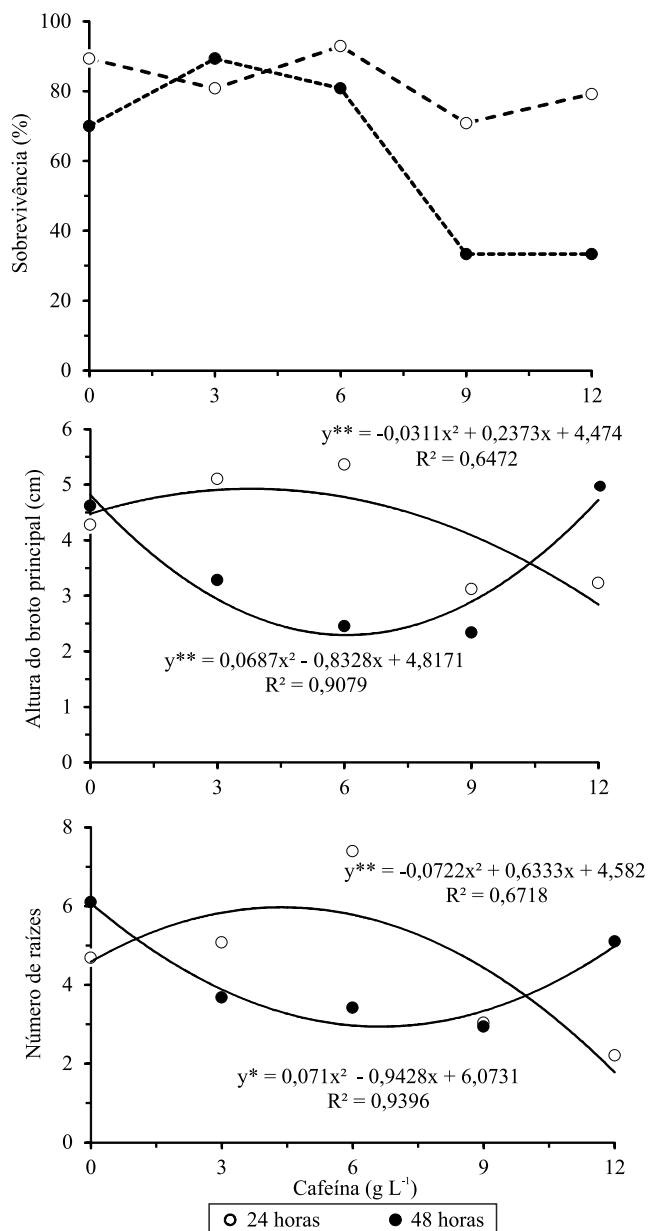 100
80
60
40
20
0
Sobrevivência (%)
0 3 6 9 12
y** = -0,0311x² + 0,2373x + 4,474
R² = 0,6472
6
5
4
3
2
1
0
Altura do broto principal (cm)
y** = 0,0687x² - 0,8328x + 4,8171
R² = 0,9079
0 3 6 9 12
8
6
4
2
0
Número de raízes
y** = -0,0722x² + 0,6333x + 4,582
R² = 0,6718
y* = 0,071x² - 0,9428x + 6,0731
R² = 0,9396
0 3 6 9 12
Cafeína (g L⁻¹)
24 horas 48 horas